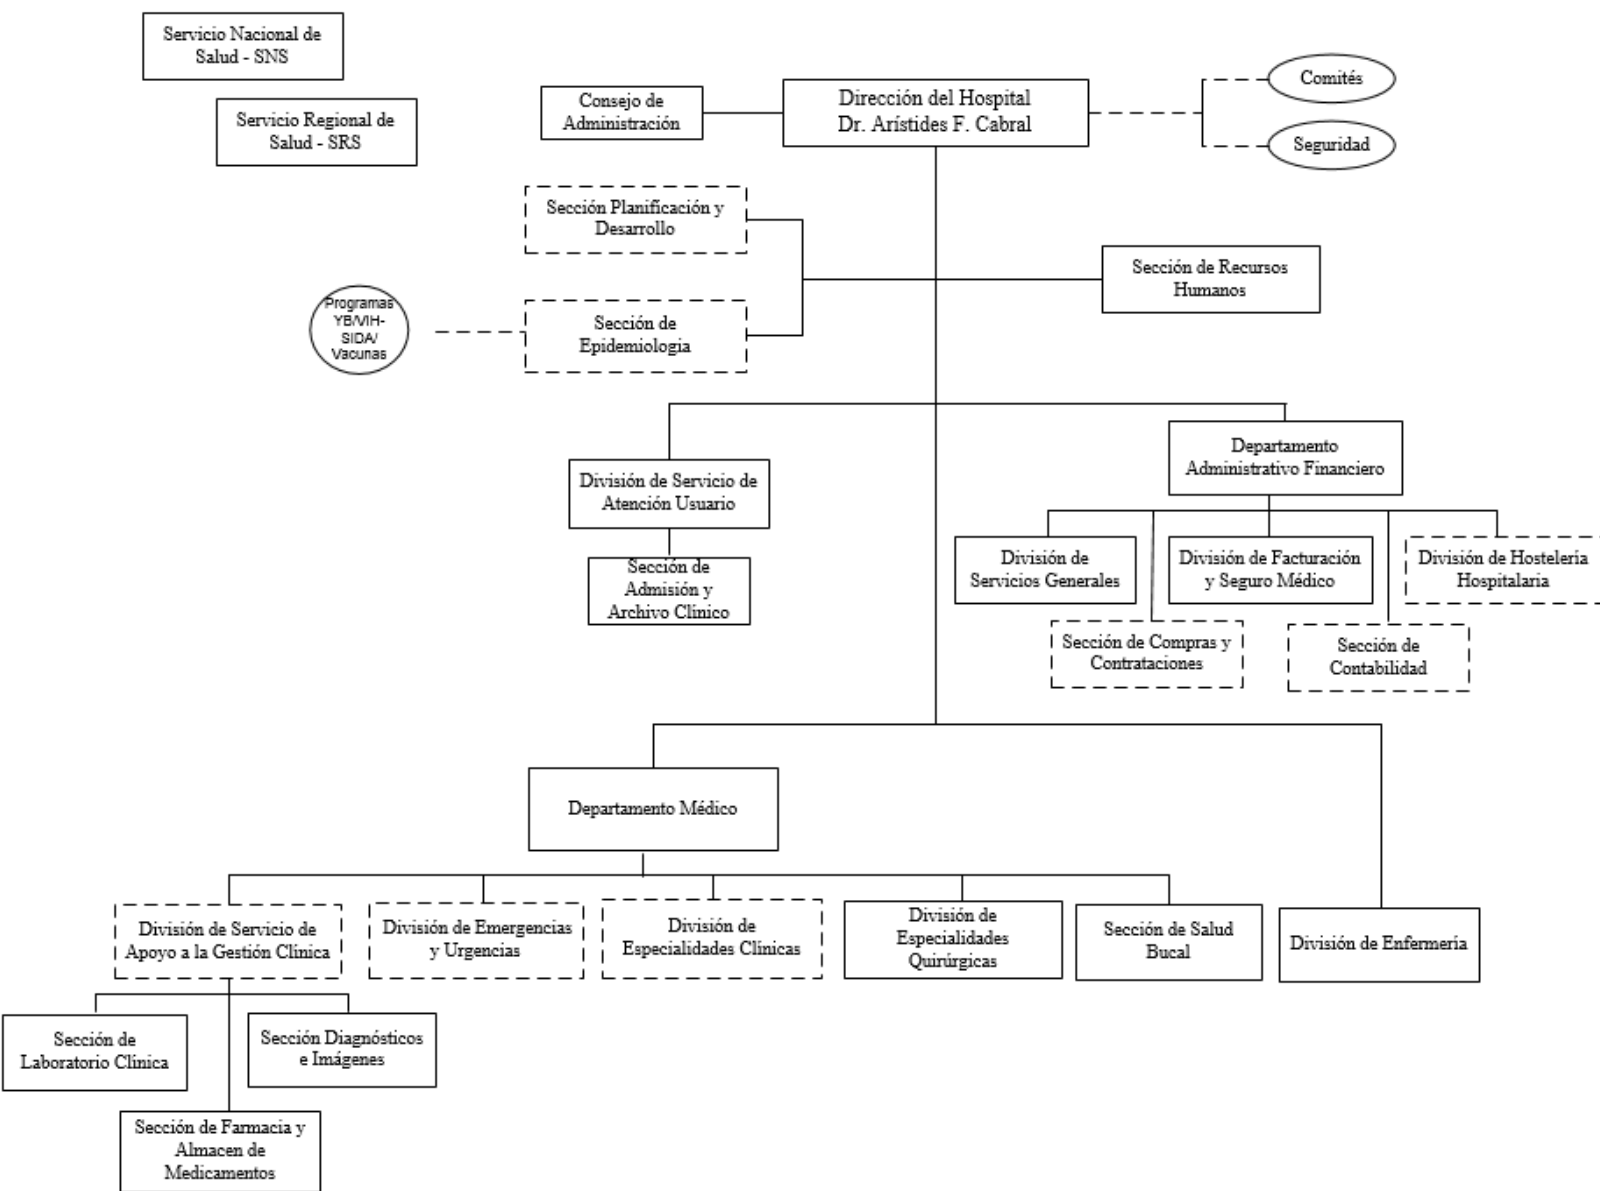 Servicio Nacional de
Salud - SNS
Servicio Regional de
Salud - SRS
Consejo de
Administración
Dirección del Hospital
Dr. Arístides F. Cabral
Comités
Seguridad
Sección Planificación y
Desarrollo
Sección de Recursos
Humanos
Programas
YB/VIH-
SIDA/
Vacunas
Sección de
Epidemiologia
División de Servicio de
Atención Usuario
Sección de
Admisión y
Archivo Clínico
Departamento
Administrativo Financiero
División de
Servicios Generales
División de Facturación
y Seguro Médico
División de Hostelería
Hospitalaria
Sección de Compras y
Contrataciones
Sección de
Contabilidad
Departamento Médico
División de Servicio de
Apoyo a la Gestión Clínica
División de Emergencias
y Urgencias
División de
Especialidades Clínicas
División de
Especialidades
Quirúrgicas
Sección de Salud
Bucal
División de Enfermería
Sección de
Laboratorio Clínica
Sección Diagnósticos
e Imágenes
Sección de Farmacia y
Almacen de
Medicamentos